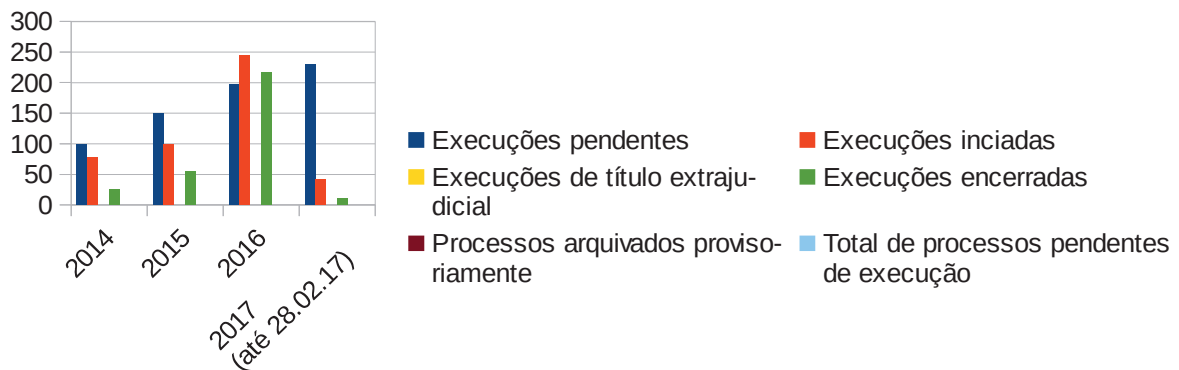 300
250
200
150
100
50
0
2014
2015
2016
2017
(até 28.02.17)
Execuções pendentes
Execuções inciadas
Execuções de título extraju-
dicial
Execuções encerradas
Processos arquivados proviso-
riamente
Total de processos pendentes
de execução